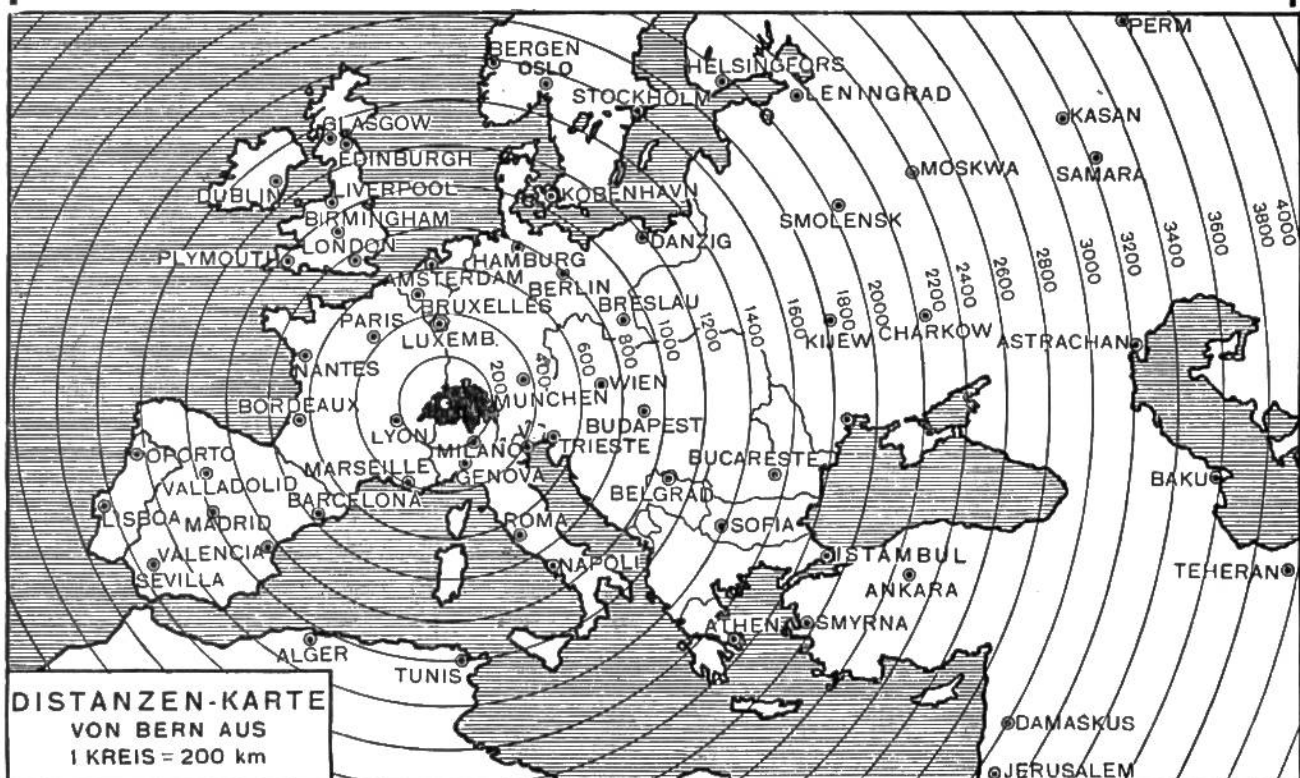 PERM
BERGEN
OSLO
HELSINGFORS
STOCKHOLM
LENINGRAD
KASAN
GLASGOW
EDINBURGH
MOSKWA
SAMARA
DUBLIN
LIVERPOOL
KOBENHAVN
BIRMINGHAM
SMOLENSK
LONDON
DANZIG
PLYMOUTH
HAMBURG
AMSTERDAM
BERLIN
BRUXELLES
BRESLAU
PARIS
LUXEMB.
KIJEW
CHARKOW
ASTRACHAN
200
400
600
800
1000
1200
1400
1600
1800
2000
2200
2400
2600
2800
3000
3200
3400
3600
3800
4000
NANTES
WIEN
MUNCHEN
BORDEAUX
BUDAPEST
LYON
MILANO
TRIESTE
OPORTO
MARSEILLE
GENOVA
BUCARESTE
VALLADOLID
BELGRAD
BAKU
BARCELONA
LISBOA
MADRID
ROMA
SOFIA
VALENCIA
ISTAMBUL
SEVILLA
NAPOLI
ANKARA
TEHERAN
ATHEN
SMYRNA
ALGER
TUNIS
DAMASKUS
JERUSALEM
DISTANZEN-KARTE
VON BERN AUS
1 KREIS = 200 km